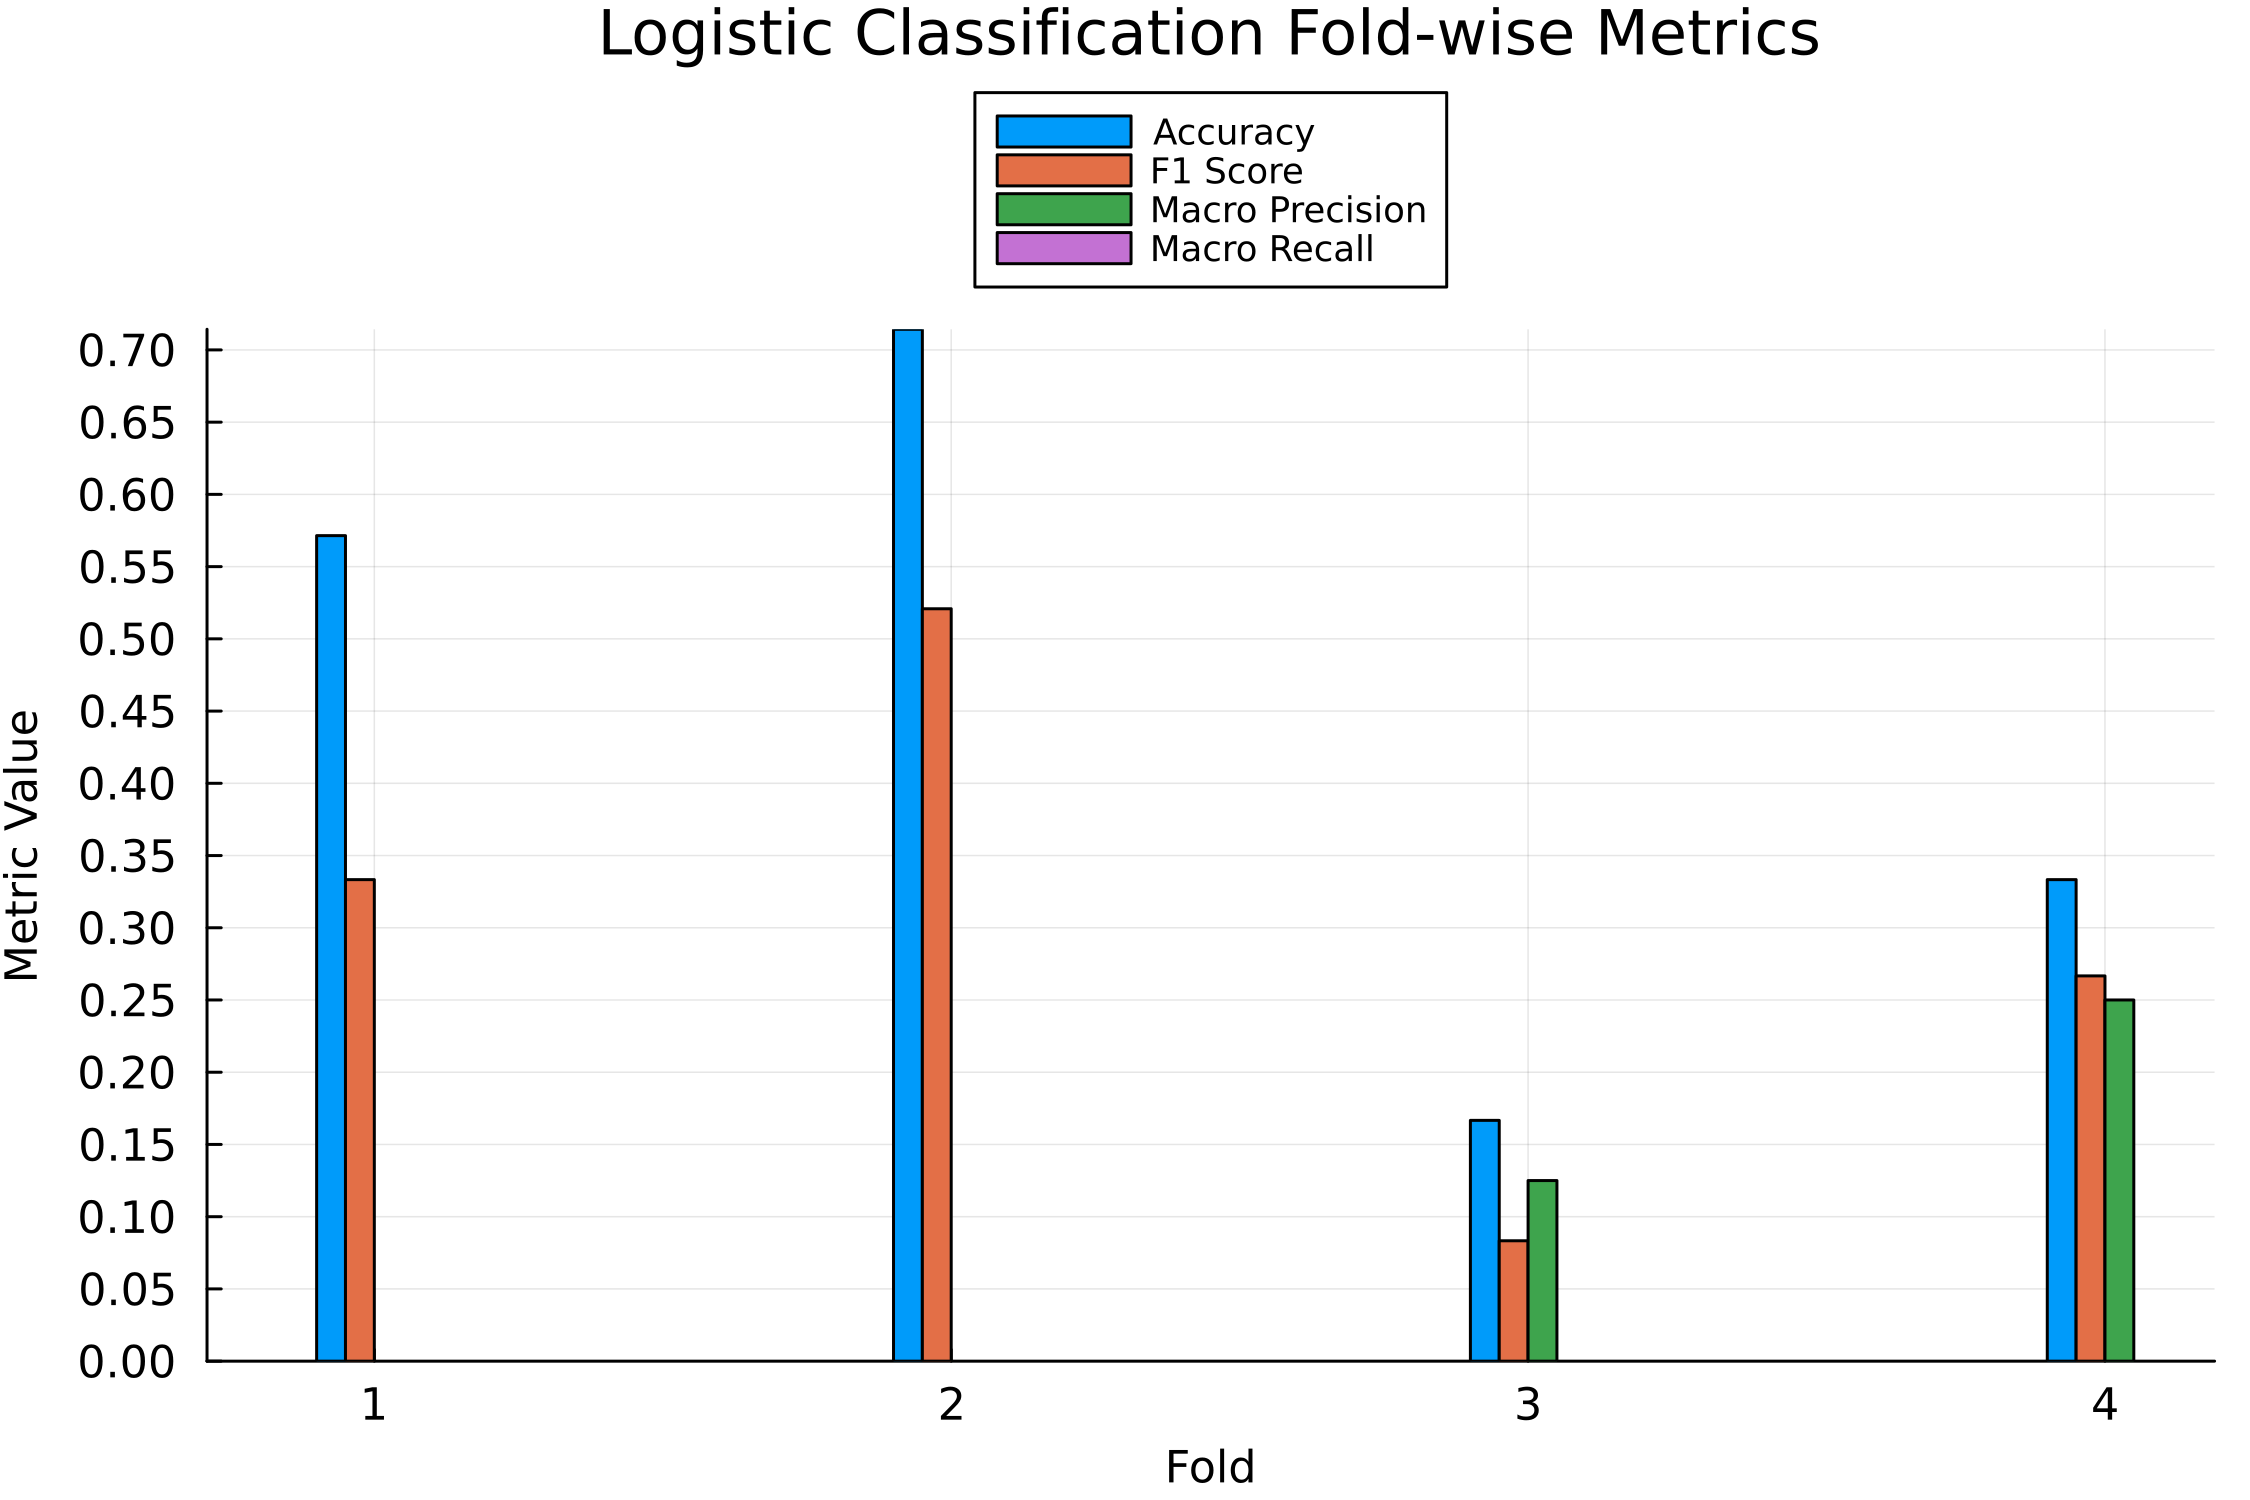 Logistic Classification Fold-wise Metrics
Accuracy
F1 Score
Macro Precision
Macro Recall
0.70
0.65
0.60
0.55
0.50
0.45
0.40
0.35
0.30
0.25
0.20
0.15
0.10
0.05
0.00
Metric Value
1 2 3 4
Fold